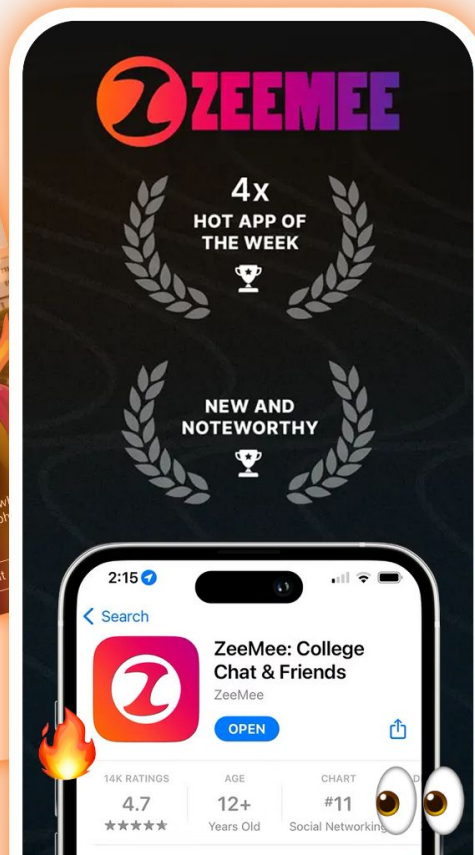 ZEEMEE
4x
HOT APP OF
THE WEEK
NEW AND
NOTEWORTHY
2:15
Search
ZeeMee: College
Chat & Friends
ZeeMee
OPEN
14K RATINGS
AGE
CHART
4.7
12+
#11
★★★★★
Years Old
Social Networking